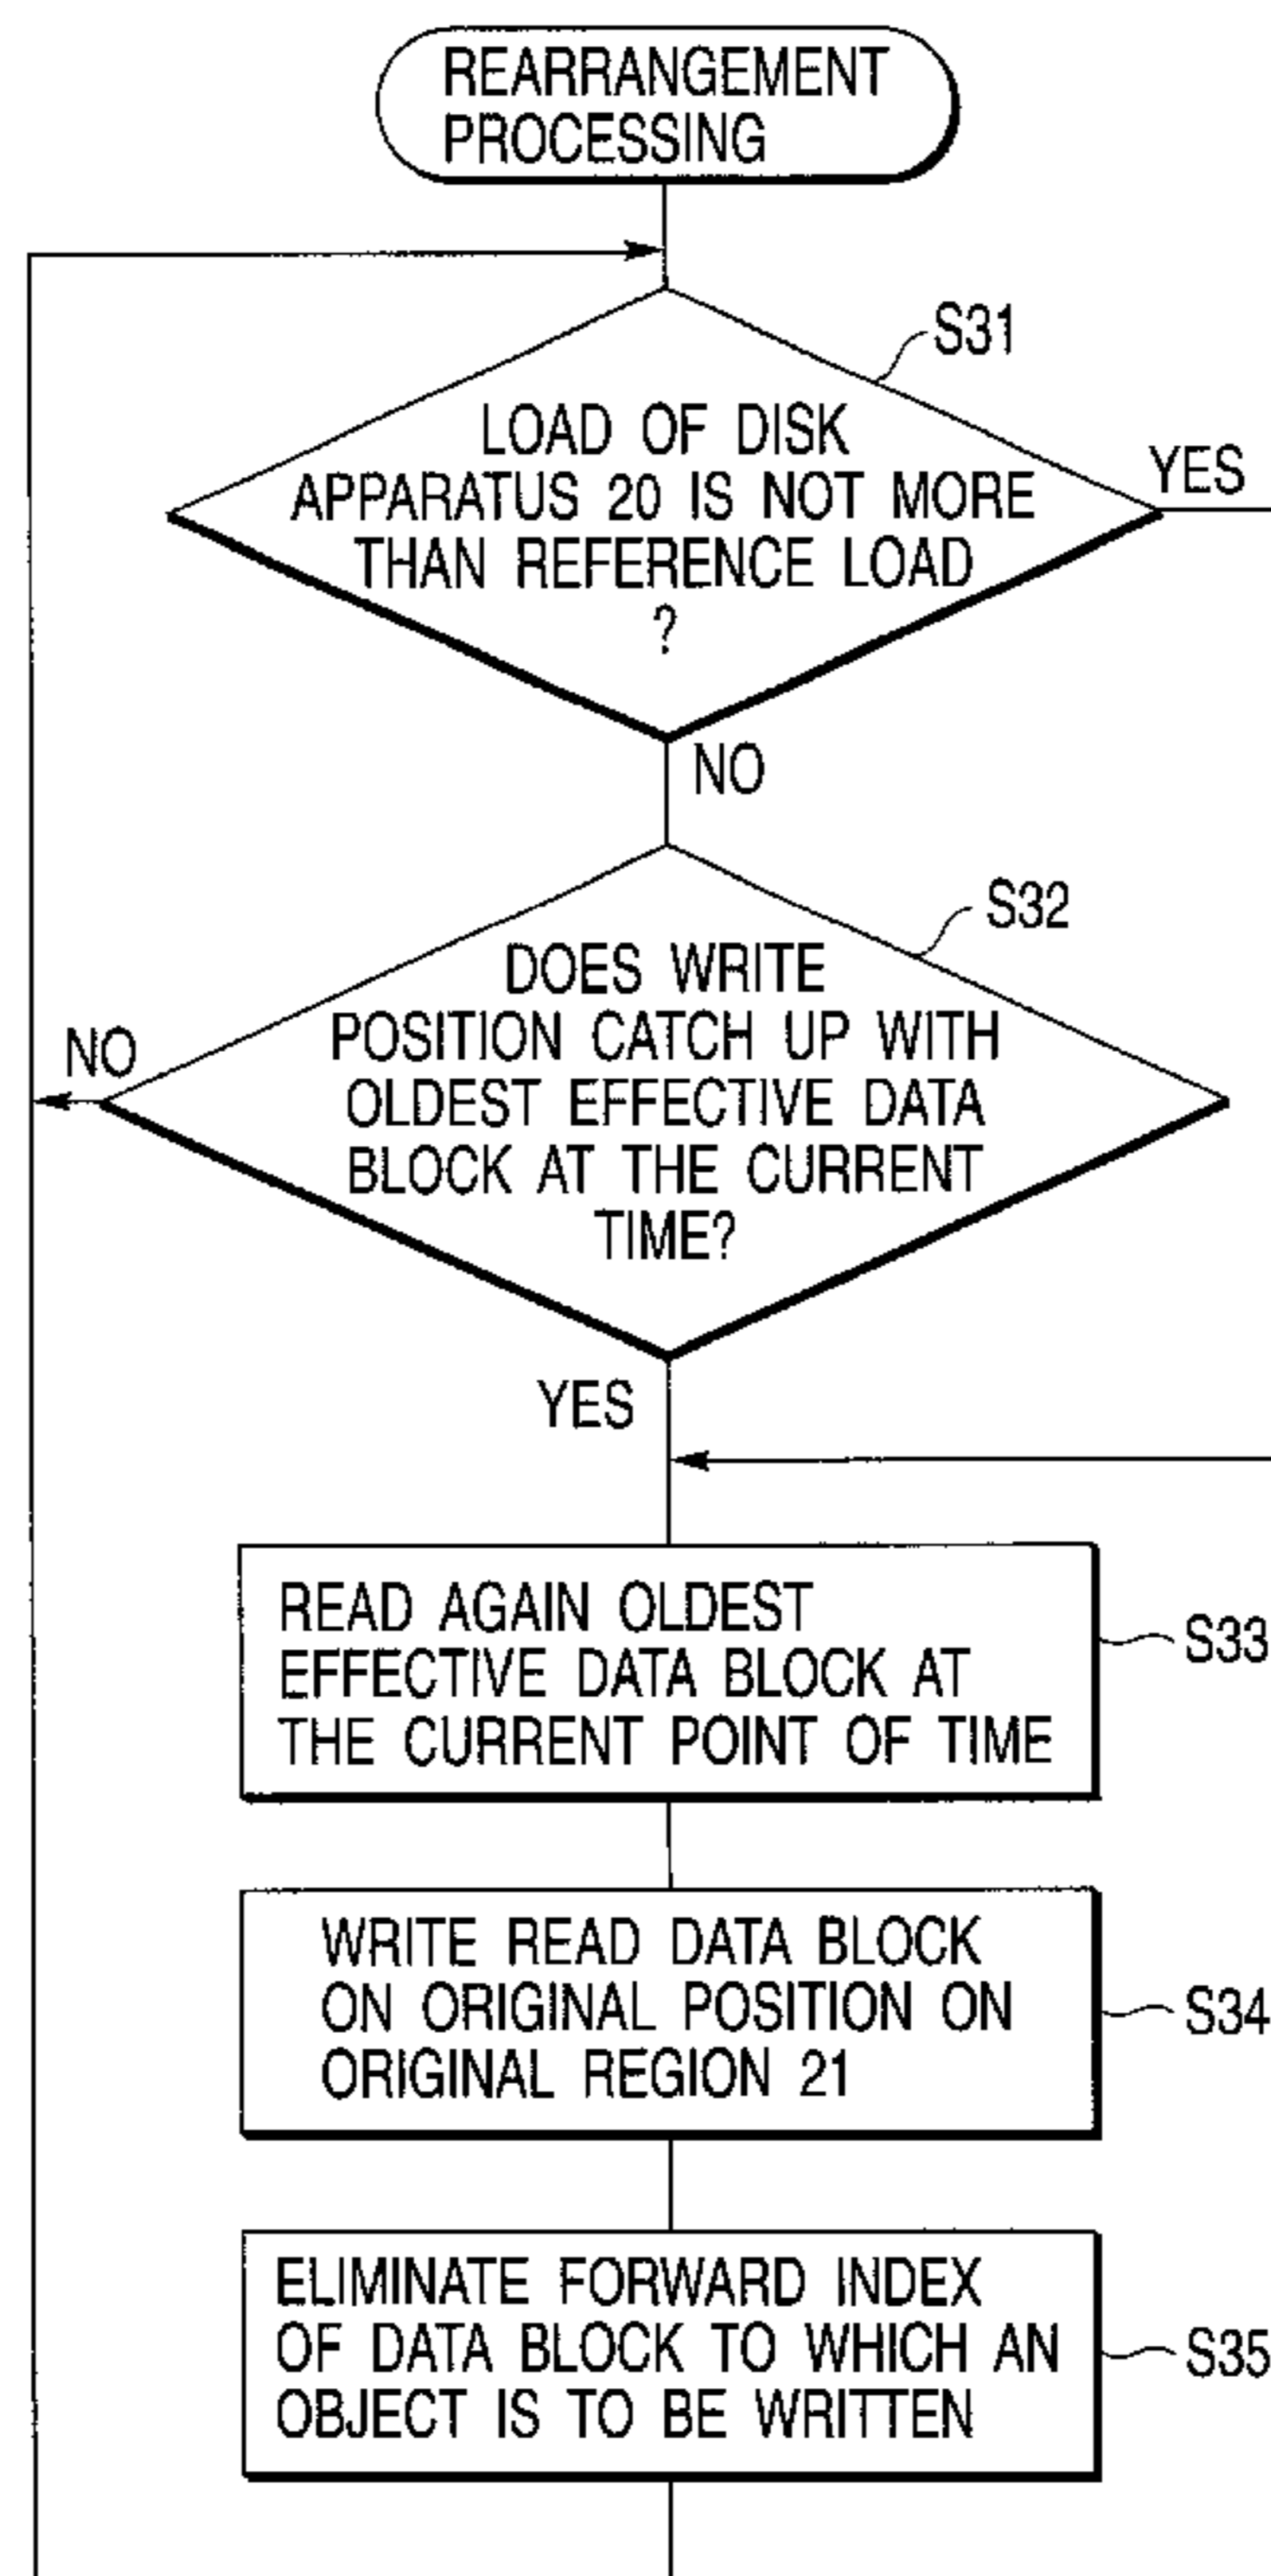 REARRANGEMENT
PROCESSING
S31
LOAD OF DISK
APPARATUS 20 IS NOT MORE
THAN REFERENCE LOAD
?
YES
NO
S32
DOES WRITE
POSITION CATCH UP WITH
OLDEST EFFECTIVE DATA
BLOCK AT THE CURRENT
TIME?
NO
YES
READ AGAIN OLDEST
EFFECTIVE DATA BLOCK AT
THE CURRENT POINT OF TIME
S33
WRITE READ DATA BLOCK
ON ORIGINAL POSITION ON
ORIGINAL REGION 21
S34
ELIMINATE FORWARD INDEX
OF DATA BLOCK TO WHICH AN
OBJECT IS TO BE WRITTEN
S35